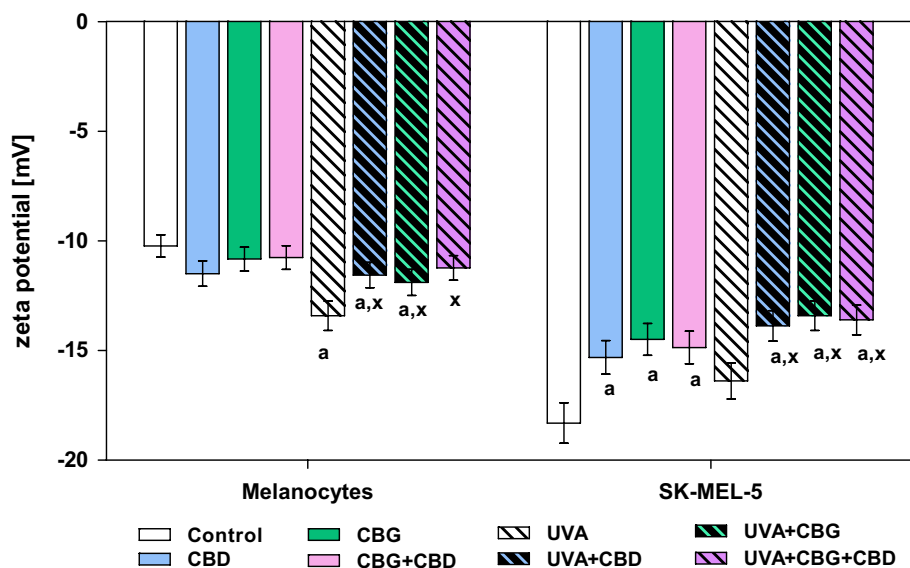 zeta potential [mV]
0
-5
-10
-15
-20
a
a,x
a,x
x
a
a
a
a,x
a,x
a,x
Melanocytes
SK-MEL-5
Control
CBG
UVA
UVA+CBG
CBD
CBG+CBD
UVA+CBD
UVA+CBG+CBD